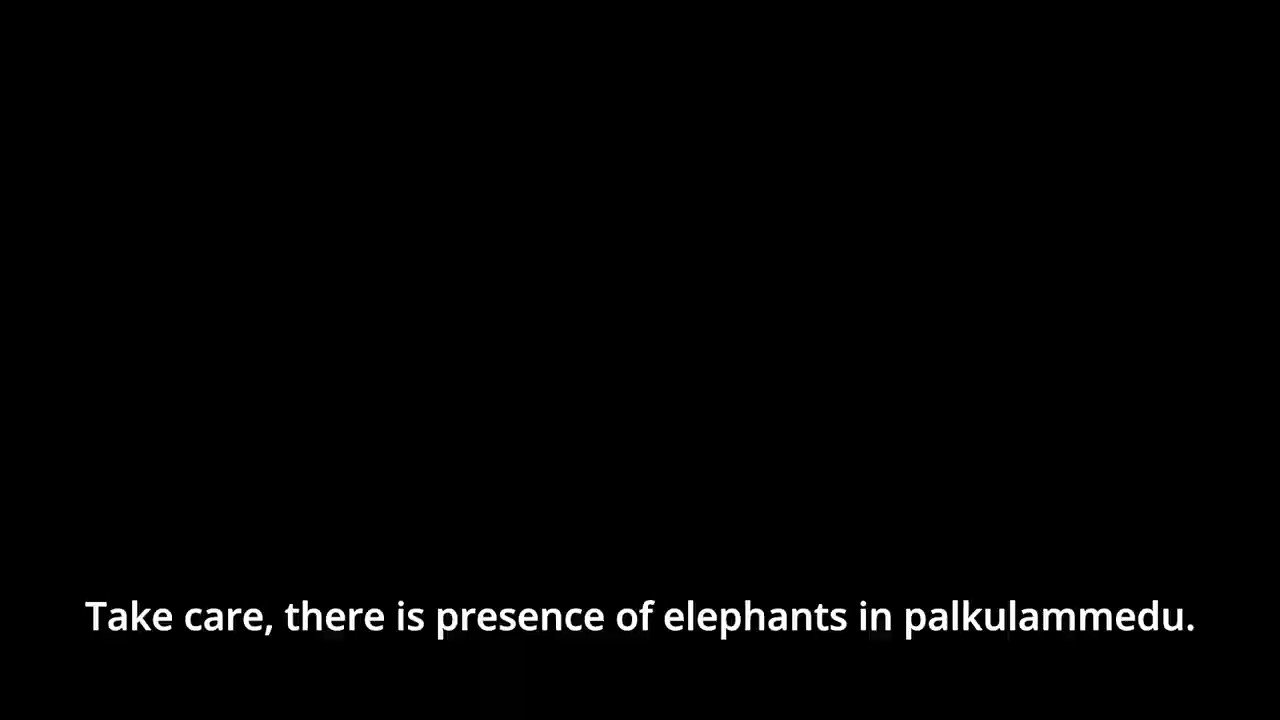 Take care, there is presence of elephants in palkulammedu.